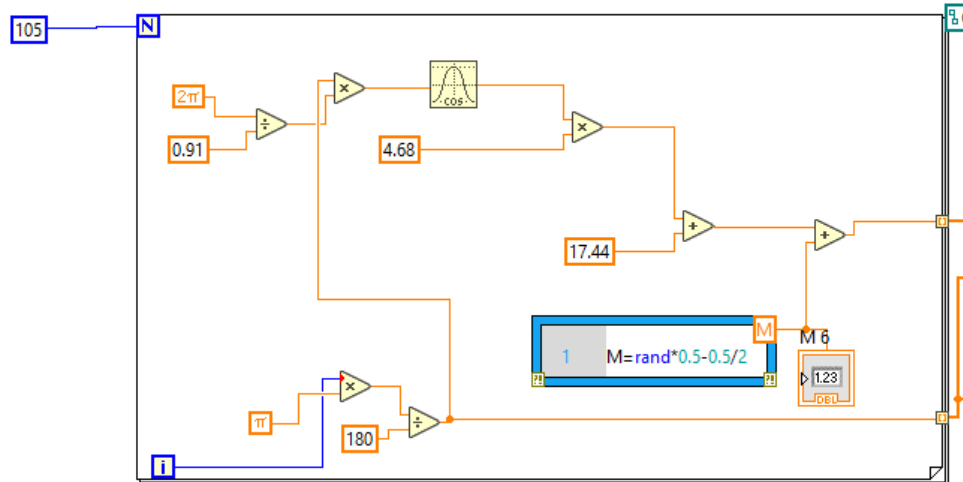 105
N
2π
÷
0.91
×
COS
4.68
×
17.44
+
+
M
1 M=rand*0.5-0.5/2
M 6
1.23
DBL
×
π
180
÷
i